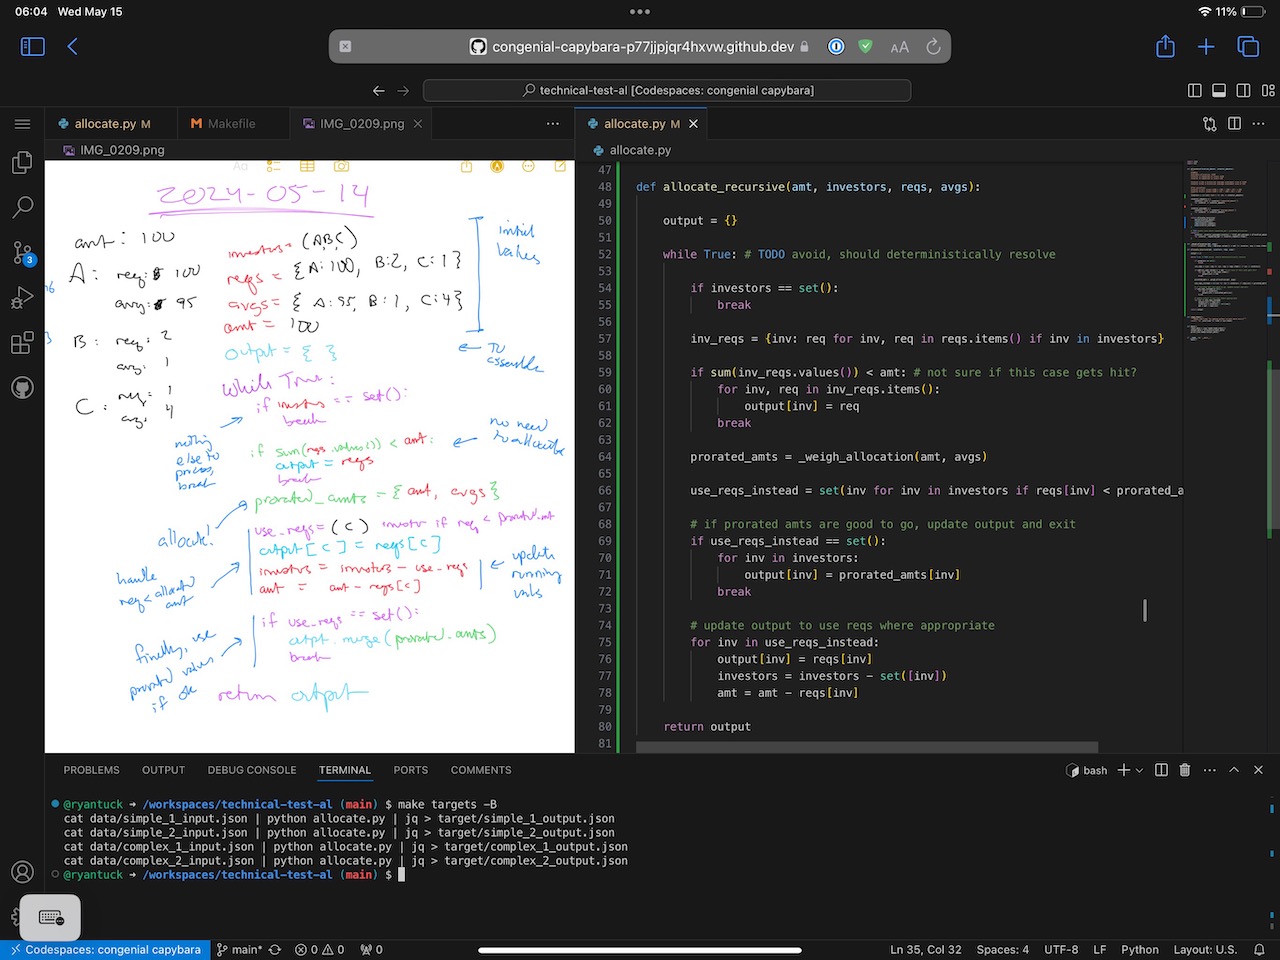 06:04 Wed May 15
11%
congenial-capybara-p77jjpjqr4hxvw.github.dev
AA
technical-test-al [Codespaces: congenial capybara]
allocate.py M
Makefile
IMG_0209.png
allocate.py M
IMG_0209.png
allocate.py
Aa
2024-05-14
amt: 100
A: req: $ 100
avg: $ 95
B: req: 2
avg: 1
C: req: 1
avg: 4
investors = (ABC)
reqs = {A:100, B:2, C:1}
avgs = {A:95, B:1, C:4}
amt = 100
output = { }
initial values
← TO assemble
while True:
if investors == set():
break
nothing else to process, break
if sum(reqs.values()) < amt:
output = reqs
break
← no need to allocate
prorated_amts = {amt, avgs}
allocate!
use_reqs = (C) investor if req < prorated_amt
output[C] = reqs[C]
investors = investors - use_reqs
amt = amt - reqs[C]
handle req < allocated amt
← update running vals
if use_reqs == set():
output.merge(prorated_amts)
break
finally, use prorated values if ok
return output
47
48 def allocate_recursive(amt, investors, reqs, avgs):
49
50 output = {}
51
52 while True: # TODO avoid, should deterministically resolve
53
54 if investors == set():
55 break
56
57 inv_reqs = {inv: req for inv, req in reqs.items() if inv in investors}
58
59 if sum(inv_reqs.values()) < amt: # not sure if this case gets hit?
60 for inv, req in inv_reqs.items():
61 output[inv] = req
62 break
63
64 prorated_amts = _weigh_allocation(amt, avgs)
65
66 use_reqs_instead = set(inv for inv in investors if reqs[inv] < prorated_a
67
68 # if prorated amts are good to go, update output and exit
69 if use_reqs_instead == set():
70 for inv in investors:
71 output[inv] = prorated_amts[inv]
72 break
73
74 # update output to use reqs where appropriate
75 for inv in use_reqs_instead:
76 output[inv] = reqs[inv]
77 investors = investors - set([inv])
78 amt = amt - reqs[inv]
79
80 return output
81
3
PROBLEMS OUTPUT DEBUG CONSOLE TERMINAL PORTS COMMENTS
bash
@ryantuck → /workspaces/technical-test-al (main) $ make targets -B
cat data/simple_1_input.json | python allocate.py | jq > target/simple_1_output.json
cat data/simple_2_input.json | python allocate.py | jq > target/simple_2_output.json
cat data/complex_1_input.json | python allocate.py | jq > target/complex_1_output.json
cat data/complex_2_input.json | python allocate.py | jq > target/complex_2_output.json
@ryantuck → /workspaces/technical-test-al (main) $
Codespaces: congenial capybara
main* 0 0 0
Ln 35, Col 32 Spaces: 4 UTF-8 LF Python Layout: U.S.